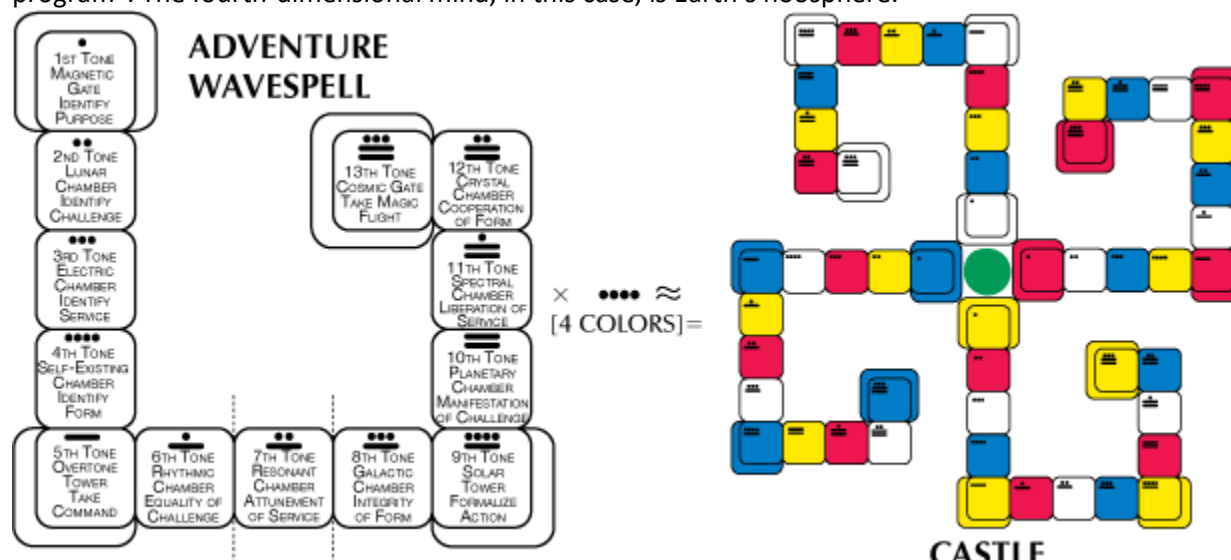 program". The fourth-dimensional mind, in this case, is Earth's noosphere.
ADVENTURE
WAVESPELL
1ST TONE
MAGNETIC
GATE
IDENTIFY
PURPOSE
2ND TONE
LUNAR
CHAMBER
IDENTIFY
CHALLENGE
3RD TONE
ELECTRIC
CHAMBER
IDENTIFY
SERVICE
4TH TONE
SELF-EXISTING
CHAMBER
IDENTIFY
FORM
5TH TONE
OVERTONE
TOWER
TAKE
COMMAND
6TH TONE
RHYTHMIC
CHAMBER
EQUALITY OF
CHALLENGE
7TH TONE
RESONANT
CHAMBER
ATTUNEMENT
OF SERVICE
8TH TONE
GALACTIC
CHAMBER
INTEGRITY
OF FORM
9TH TONE
SOLAR
TOWER
FORMALIZE
ACTION
10TH TONE
PLANETARY
CHAMBER
MANIFESTATION
OF CHALLENGE
11TH TONE
SPECTRAL
CHAMBER
LIBERATION OF
SERVICE
12TH TONE
CRYSTAL
CHAMBER
COOPERATION
OF FORM
13TH TONE
COSMIC GATE
TAKE MAGIC
FLIGHT
× •••• ≈
[4 COLORS]=
CASTLE